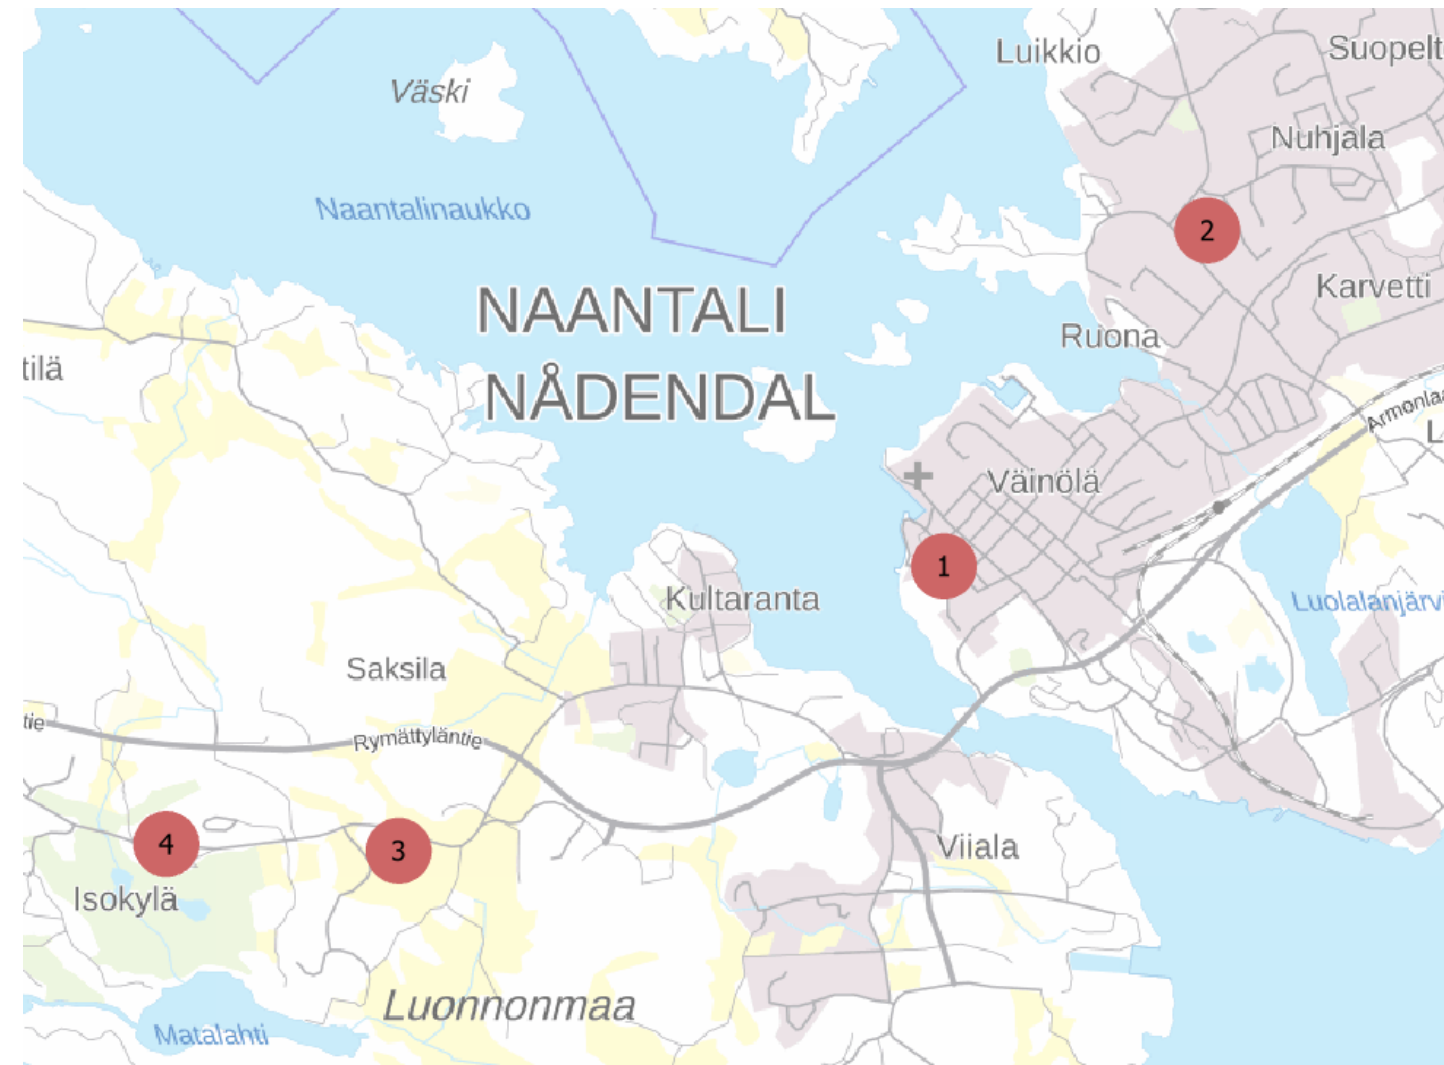 Luikkio
Suopelt
Väski
Nuhjala
Naantalinaukko
2
Karvetti
NAANTALI
Ruona
tilä
NÅDENDAL
Armonlaa
L
Väinölä
1
Kultaranta
Luolalanjärvi
Saksila
tie
Rymättyläntie
4
3
Viiala
Isokylä
Luonnonmaa
Matalahti